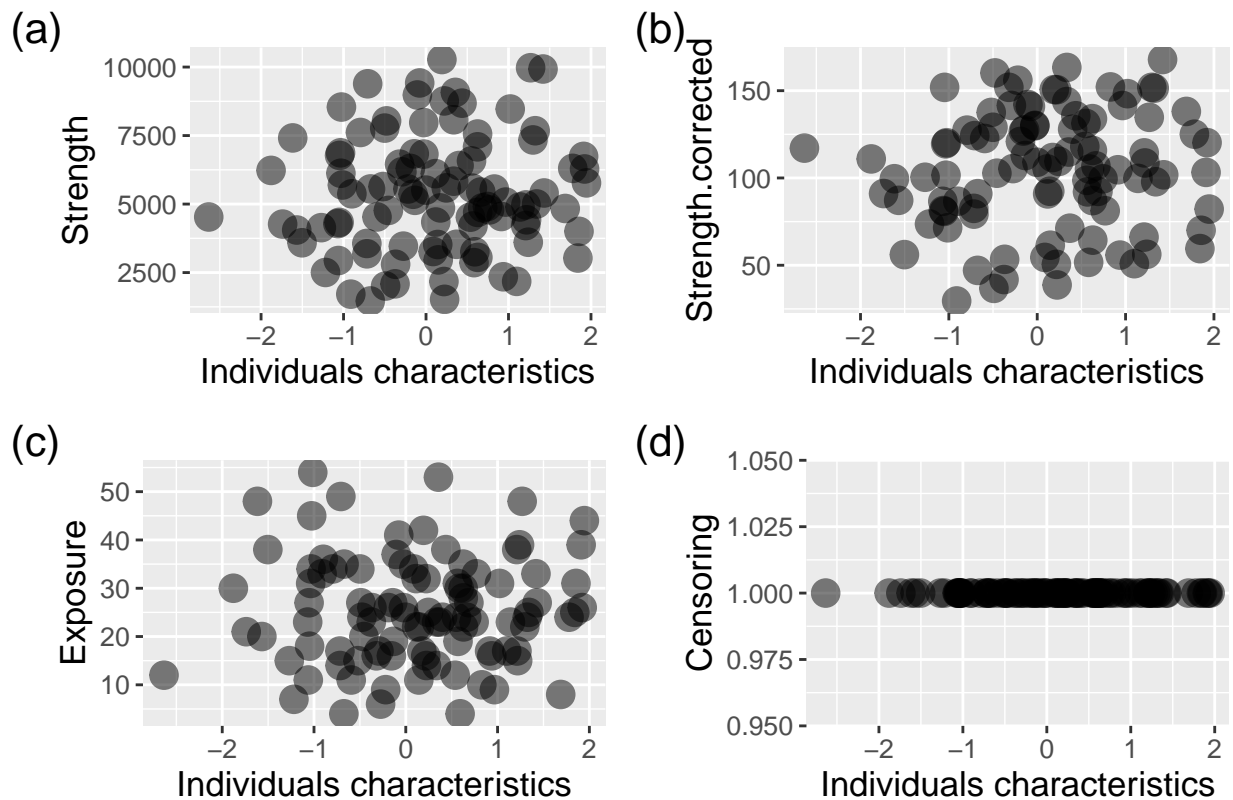 (a)
Strength
10000
7500
5000
2500
−2 −1 0 1 2
Individuals characteristics
(b)
Strength.corrected
150
100
50
−2 −1 0 1 2
Individuals characteristics
(c)
Exposure
50
40
30
20
10
−2 −1 0 1 2
Individuals characteristics
(d)
Censoring
1.050
1.025
1.000
0.975
0.950
−2 −1 0 1 2
Individuals characteristics